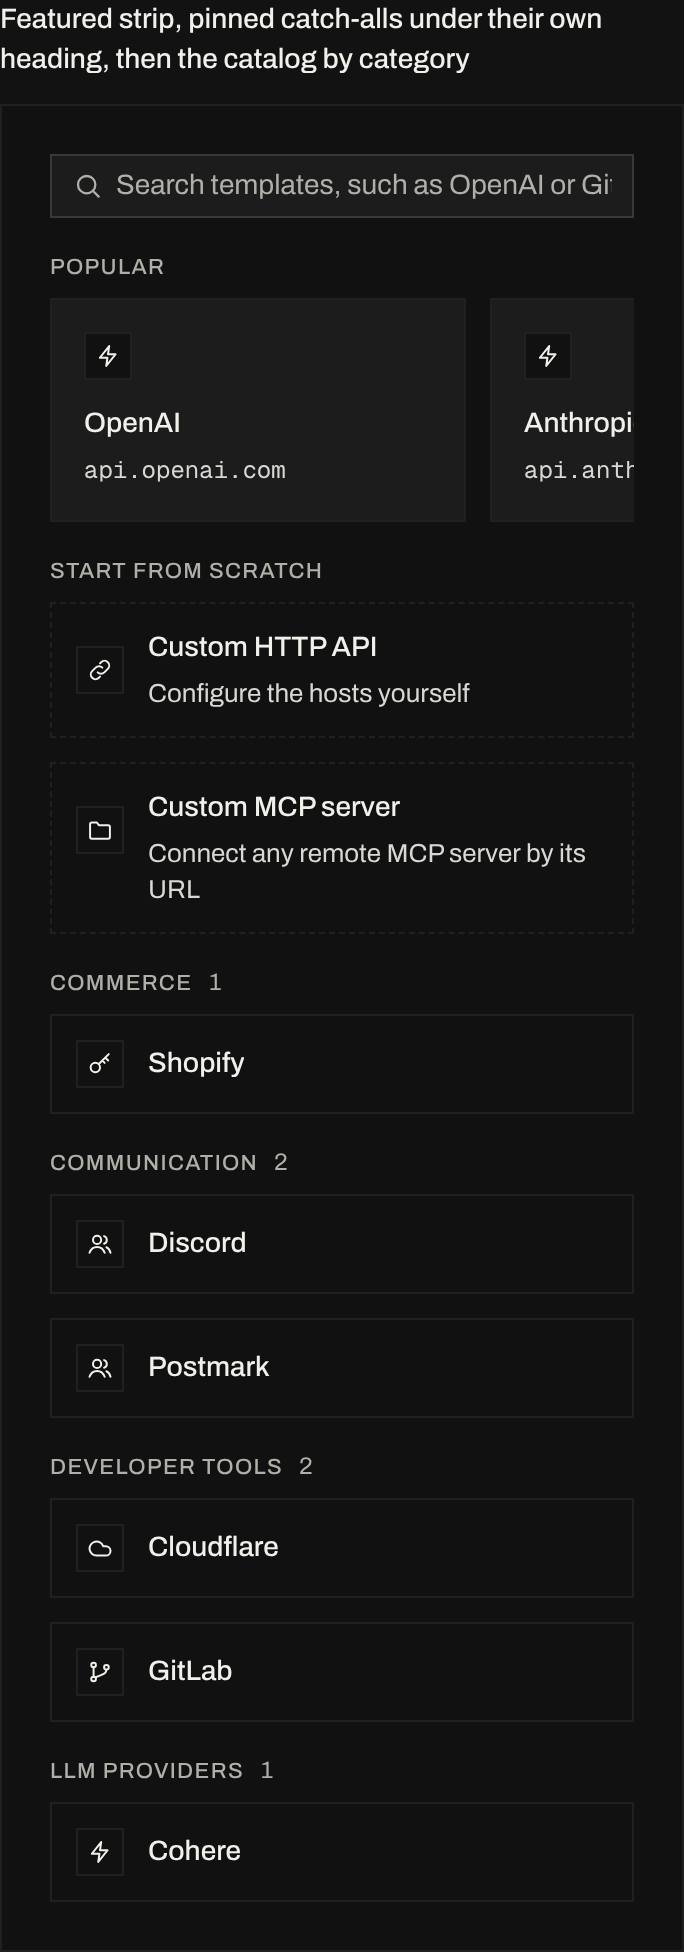 Featured strip, pinned catch-alls under their own
heading, then the catalog by category
Search templates, such as OpenAI or Git
POPULAR
OpenAI
api.openai.com
Anthropi
api.anth
START FROM SCRATCH
Custom HTTP API
Configure the hosts yourself
Custom MCP server
Connect any remote MCP server by its
URL
COMMERCE 1
Shopify
COMMUNICATION 2
Discord
Postmark
DEVELOPER TOOLS 2
Cloudflare
GitLab
LLM PROVIDERS 1
Cohere